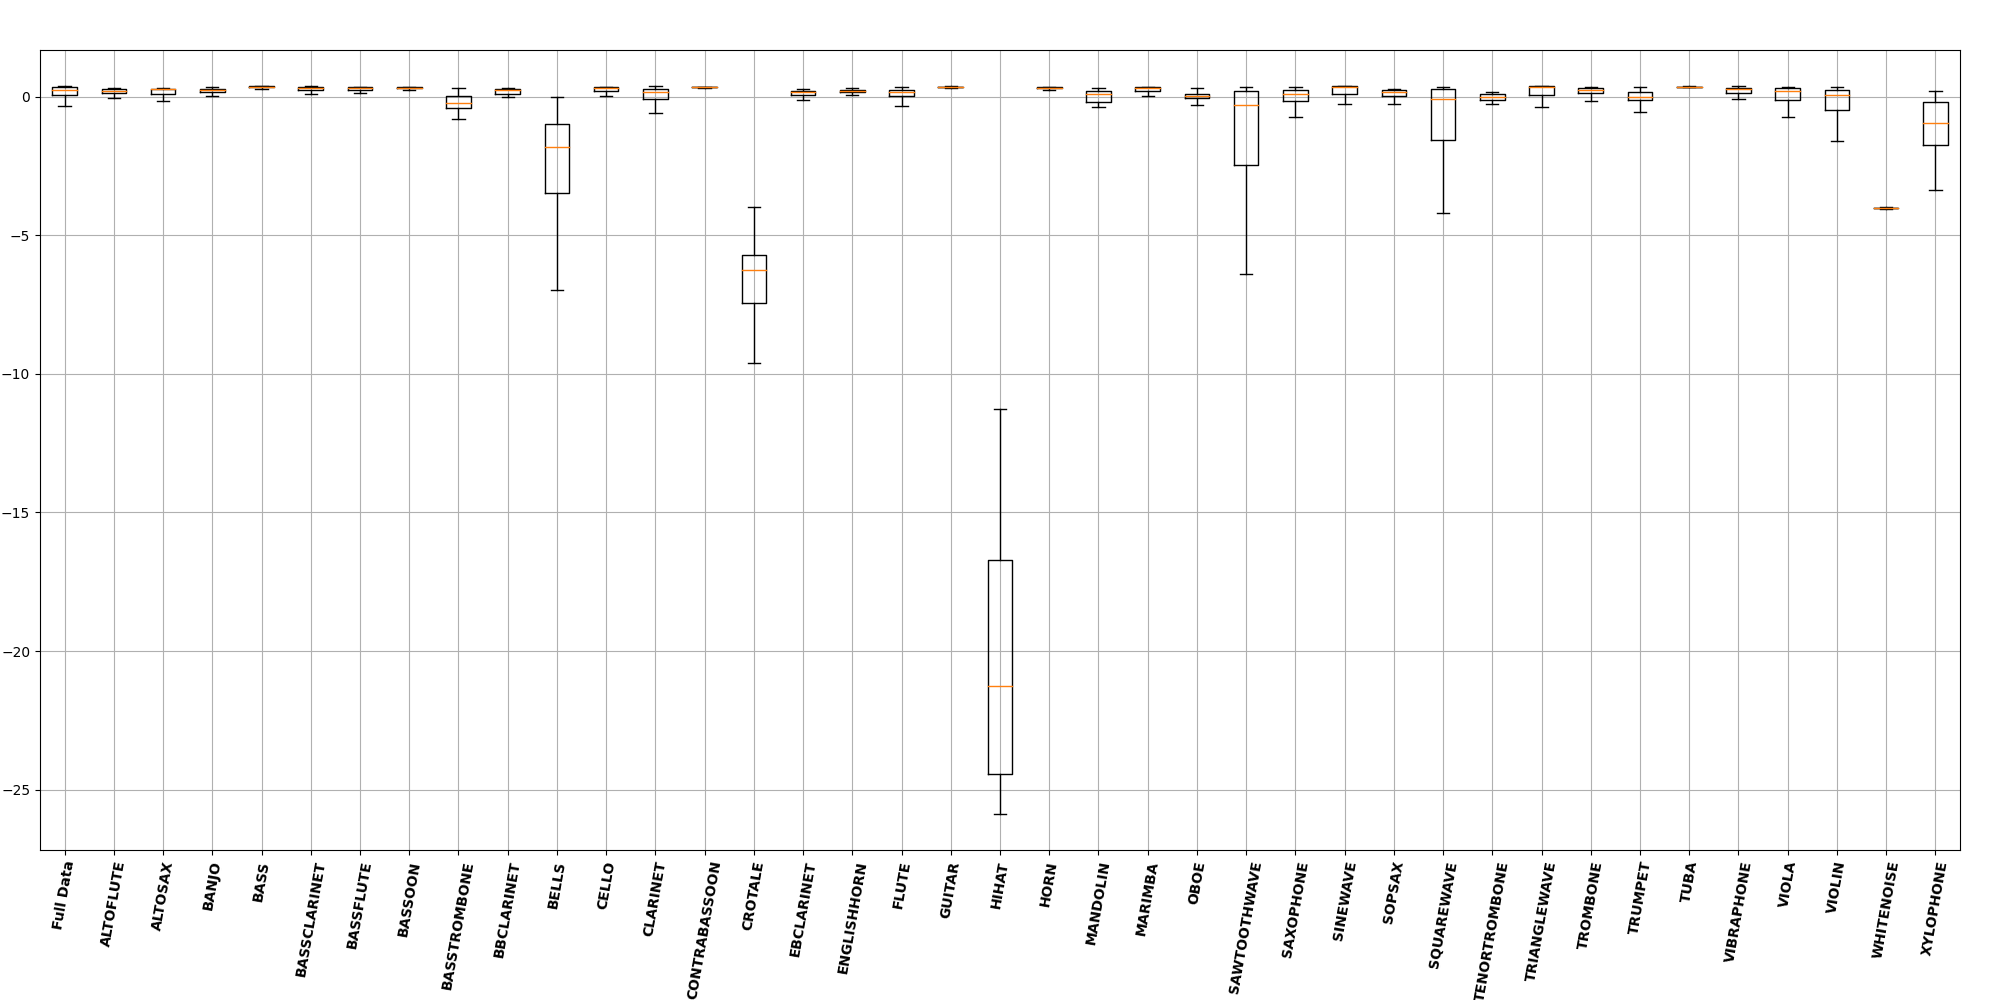 0
−5
−10
−15
−20
−25
Full Data
ALTOFLUTE
ALTOSAX
BANJO
BASS
BASSCLARINET
BASSFLUTE
BASSOON
BASSTROMBONE
BBCLARINET
BELLS
CELLO
CLARINET
CONTRABASSOON
CROTALE
EBCLARINET
ENGLISHHORN
FLUTE
GUITAR
HIHAT
HORN
MANDOLIN
MARIMBA
OBOE
SAWTOOTHWAVE
SAXOPHONE
SINEWAVE
SOPSAX
SQUAREWAVE
TENORTROMBONE
TRIANGLEWAVE
TROMBONE
TRUMPET
TUBA
VIBRAPHONE
VIOLA
VIOLIN
WHITENOISE
XYLOPHONE